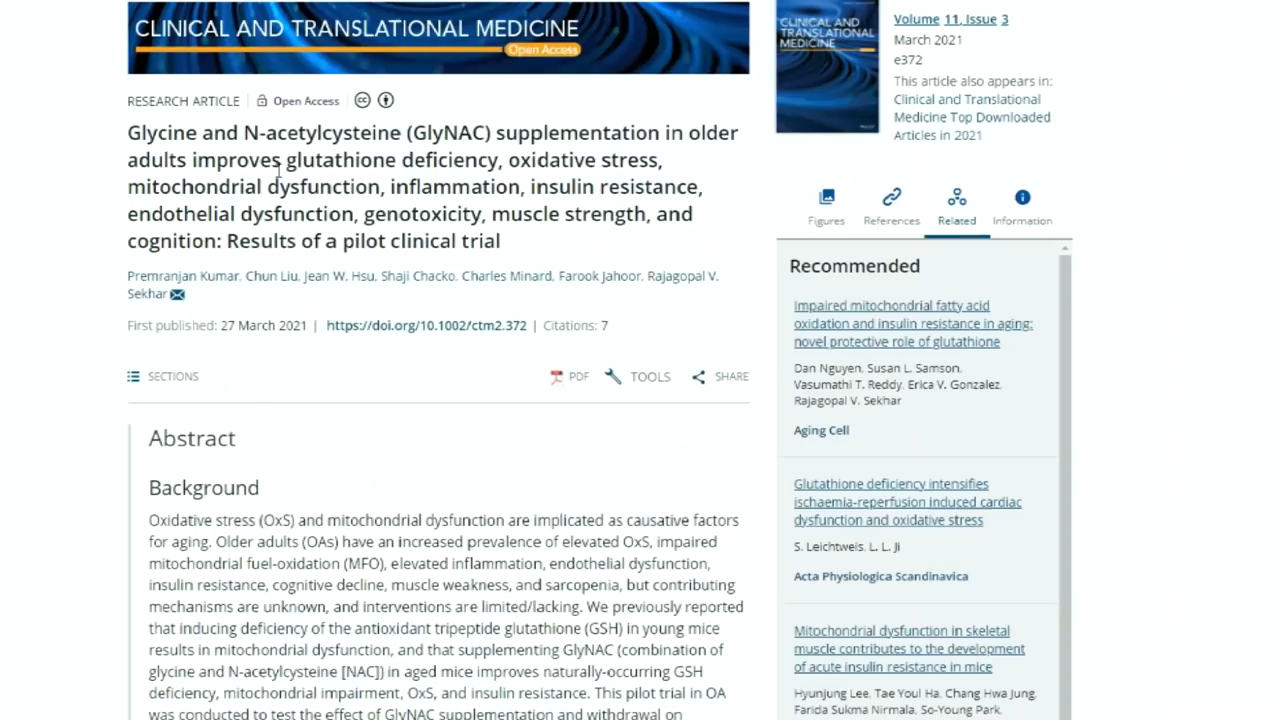 CLINICAL AND TRANSLATIONAL MEDICINE
Open Access
RESEARCH ARTICLE
Open Access
Glycine and N-acetylcysteine (GlyNAC) supplementation in older
adults improves glutathione deficiency, oxidative stress,
mitochondrial dysfunction, inflammation, insulin resistance,
endothelial dysfunction, genotoxicity, muscle strength, and
cognition: Results of a pilot clinical trial
Premranjan Kumar, Chun Liu, Jean W. Hsu, Shaji Chacko, Charles Minard, Farook Jahoor, Rajagopal V.
Sekhar
First published: 27 March 2021 | https://doi.org/10.1002/ctm2.372 | Citations: 7
SECTIONS
PDF TOOLS SHARE
Abstract
Background
Oxidative stress (OxS) and mitochondrial dysfunction are implicated as causative factors
for aging. Older adults (OAs) have an increased prevalence of elevated OxS, impaired
mitochondrial fuel-oxidation (MFO), elevated inflammation, endothelial dysfunction,
insulin resistance, cognitive decline, muscle weakness, and sarcopenia, but contributing
mechanisms are unknown, and interventions are limited/lacking. We previously reported
that inducing deficiency of the antioxidant tripeptide glutathione (GSH) in young mice
results in mitochondrial dysfunction, and that supplementing GlyNAC (combination of
glycine and N-acetylcysteine [NAC]) in aged mice improves naturally-occurring GSH
deficiency, mitochondrial impairment, OxS, and insulin resistance. This pilot trial in OA
was conducted to test the effect of GlyNAC supplementation and withdrawal on
CLINICAL AND
TRANSLATIONAL
MEDICINE
Volume 11, Issue 3
March 2021
e372
This article also appears in:
Clinical and Translational
Medicine Top Downloaded
Articles in 2021
Figures References Related Information
Recommended
Impaired mitochondrial fatty acid
oxidation and insulin resistance in aging:
novel protective role of glutathione
Dan Nguyen, Susan L. Samson,
Vasumathi T. Reddy, Erica V. Gonzalez,
Rajagopal V. Sekhar
Aging Cell
Glutathione deficiency intensifies
ischaemia-reperfusion induced cardiac
dysfunction and oxidative stress
S. Leichtweis, L. L. Ji
Acta Physiologica Scandinavica
Mitochondrial dysfunction in skeletal
muscle contributes to the development
of acute insulin resistance in mice
Hyunjung Lee, Tae Youl Ha, Chang Hwa Jung,
Farida Sukma Nirmala, So-Young Park,